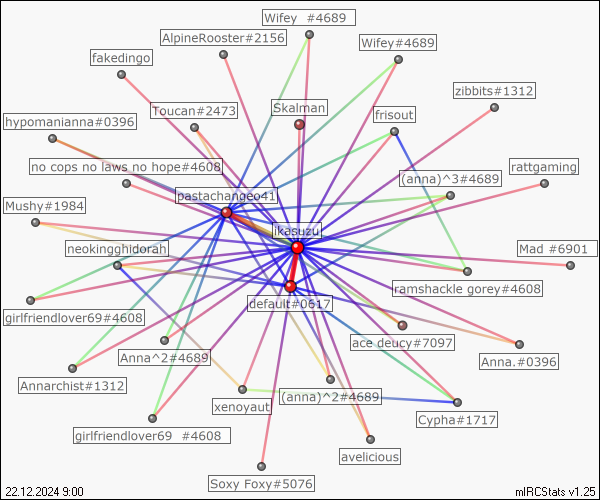 Wifey  #4689
AlpineRooster#2156
Wifey#4689
fakedingo
zibbits#1312
Toucan#2473
Skalman
frisout
hypomanianna#0396
no cops no laws no hope#4608
(anna)^3#4689
rattgaming
pastachangeo41
Mushy#1984
ikasuzu
neokingghidorah
Mad #6901
ramshackle gorey#4608
default#0617
girlfriendlover69#4608
ace deucy#7097
Anna^2#4689
Anna.#0396
Annarchist#1312
(anna)^2#4689
xenoyaut
Cypha#1717
girlfriendlover69  #4608
avelicious
Soxy Foxy#5076
22.12.2024 9:00
mIRCStats v1.25